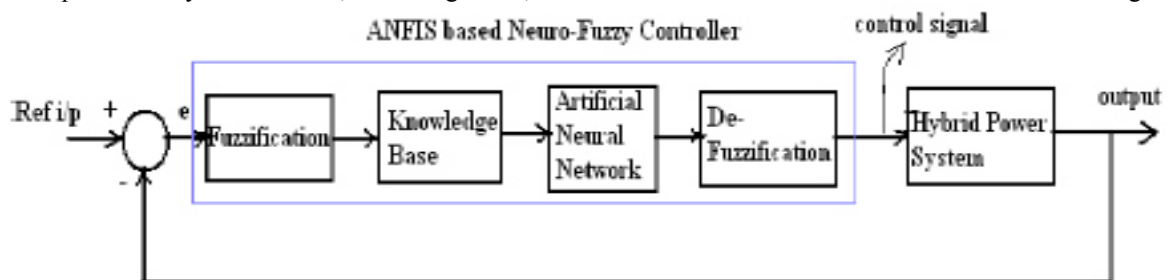 ANFIS based Neuro-Fuzzy Controller
control signal
Ref i/p
+
e
-
Fuzzification
Knowledge
Base
Artificial
Neural
Network
De-
Fuzzification
Hybrid Power
System
output